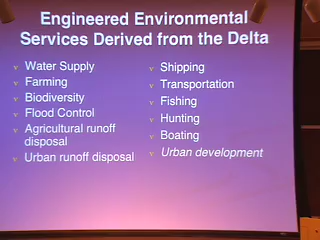 Engineered Environmental
Services Derived from the Delta
Water Supply
Farming
Biodiversity
Flood Control
Agricultural runoff
disposal
Urban runoff disposal
Shipping
Transportation
Fishing
Hunting
Boating
Urban development